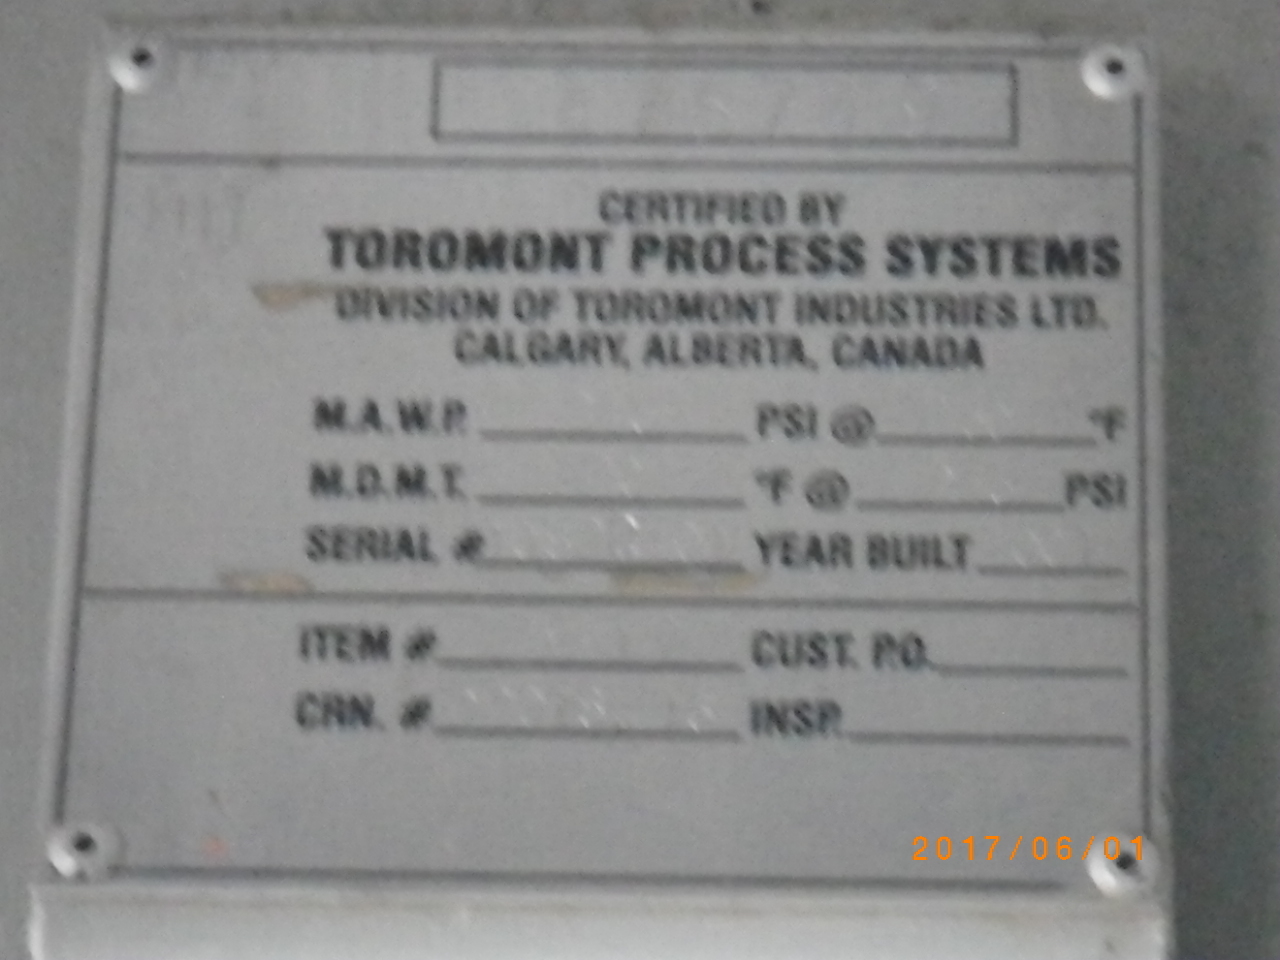 CERTIFIED BY
TOROMONT PROCESS SYSTEMS
DIVISION OF TOROMONT INDUSTRIES LTD.
CALGARY, ALBERTA, CANADA
M.A.W.P. PSI @ °F
M.D.M.T. °F @ PSI
SERIAL # YEAR BUILT
ITEM # CUST. P.O.
CRN. # INSP.
2017/06/01